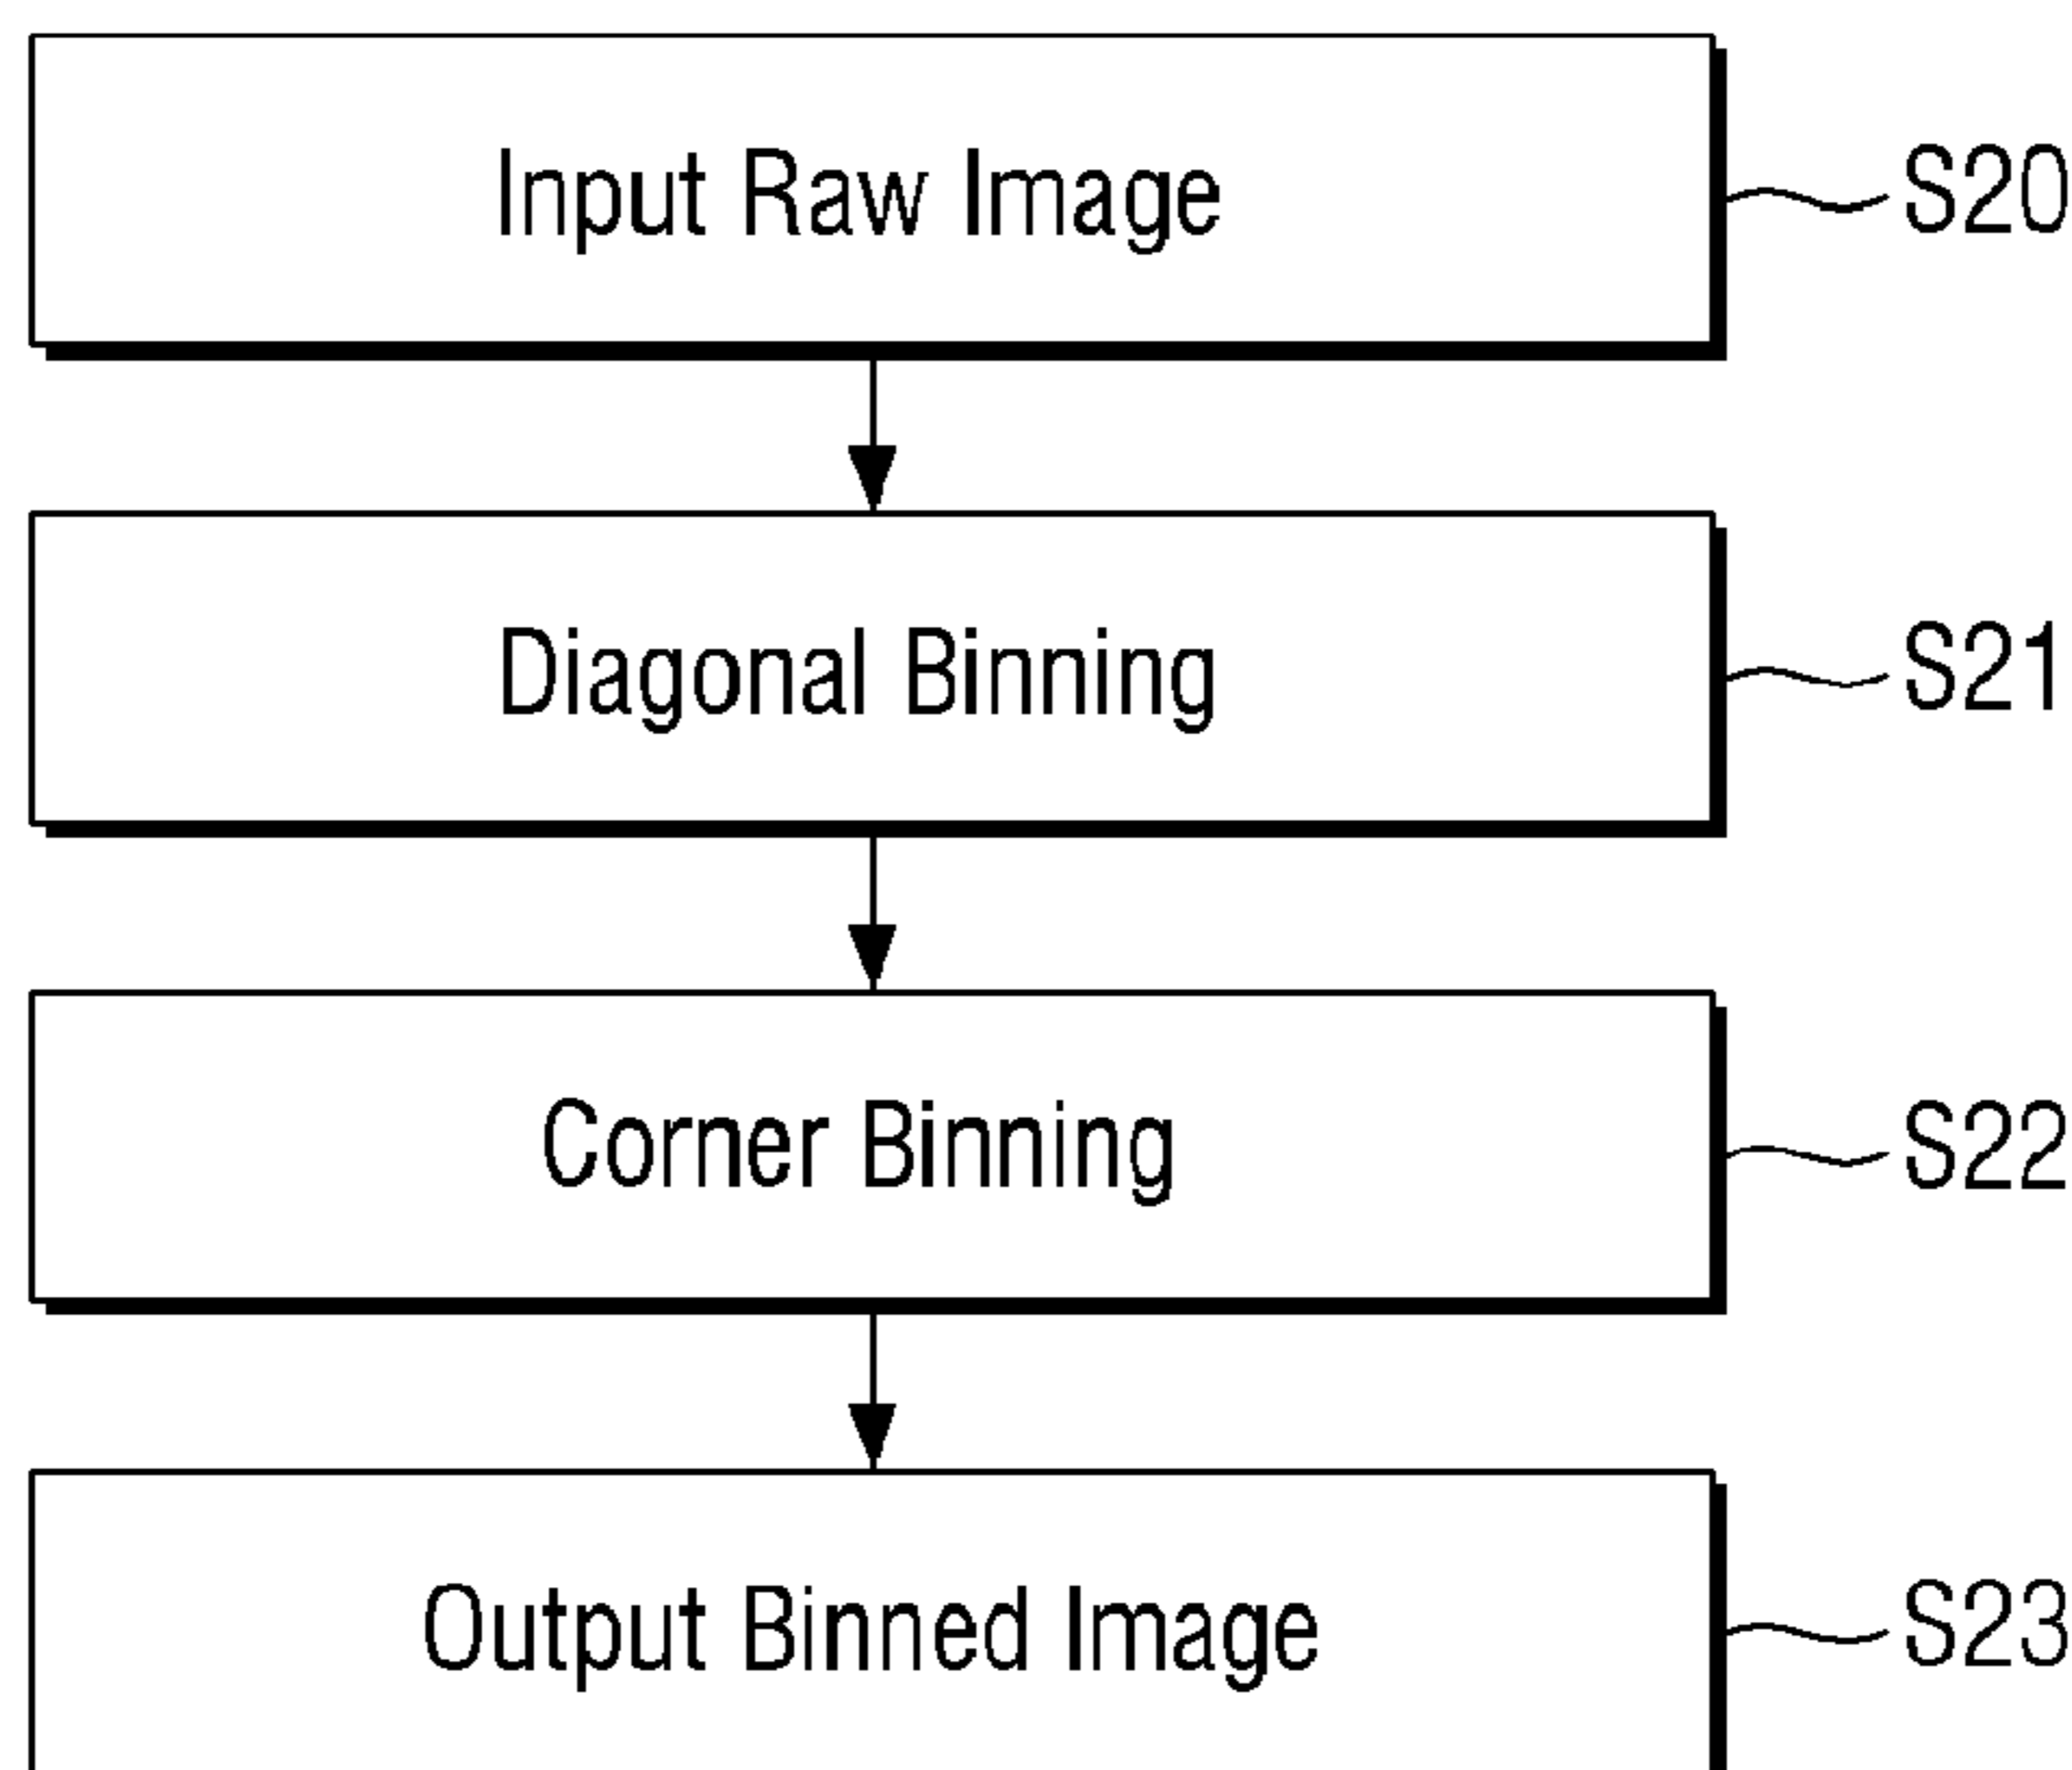 Input Raw Image S20
Diagonal Binning S21
Corner Binning S22
Output Binned Image S23